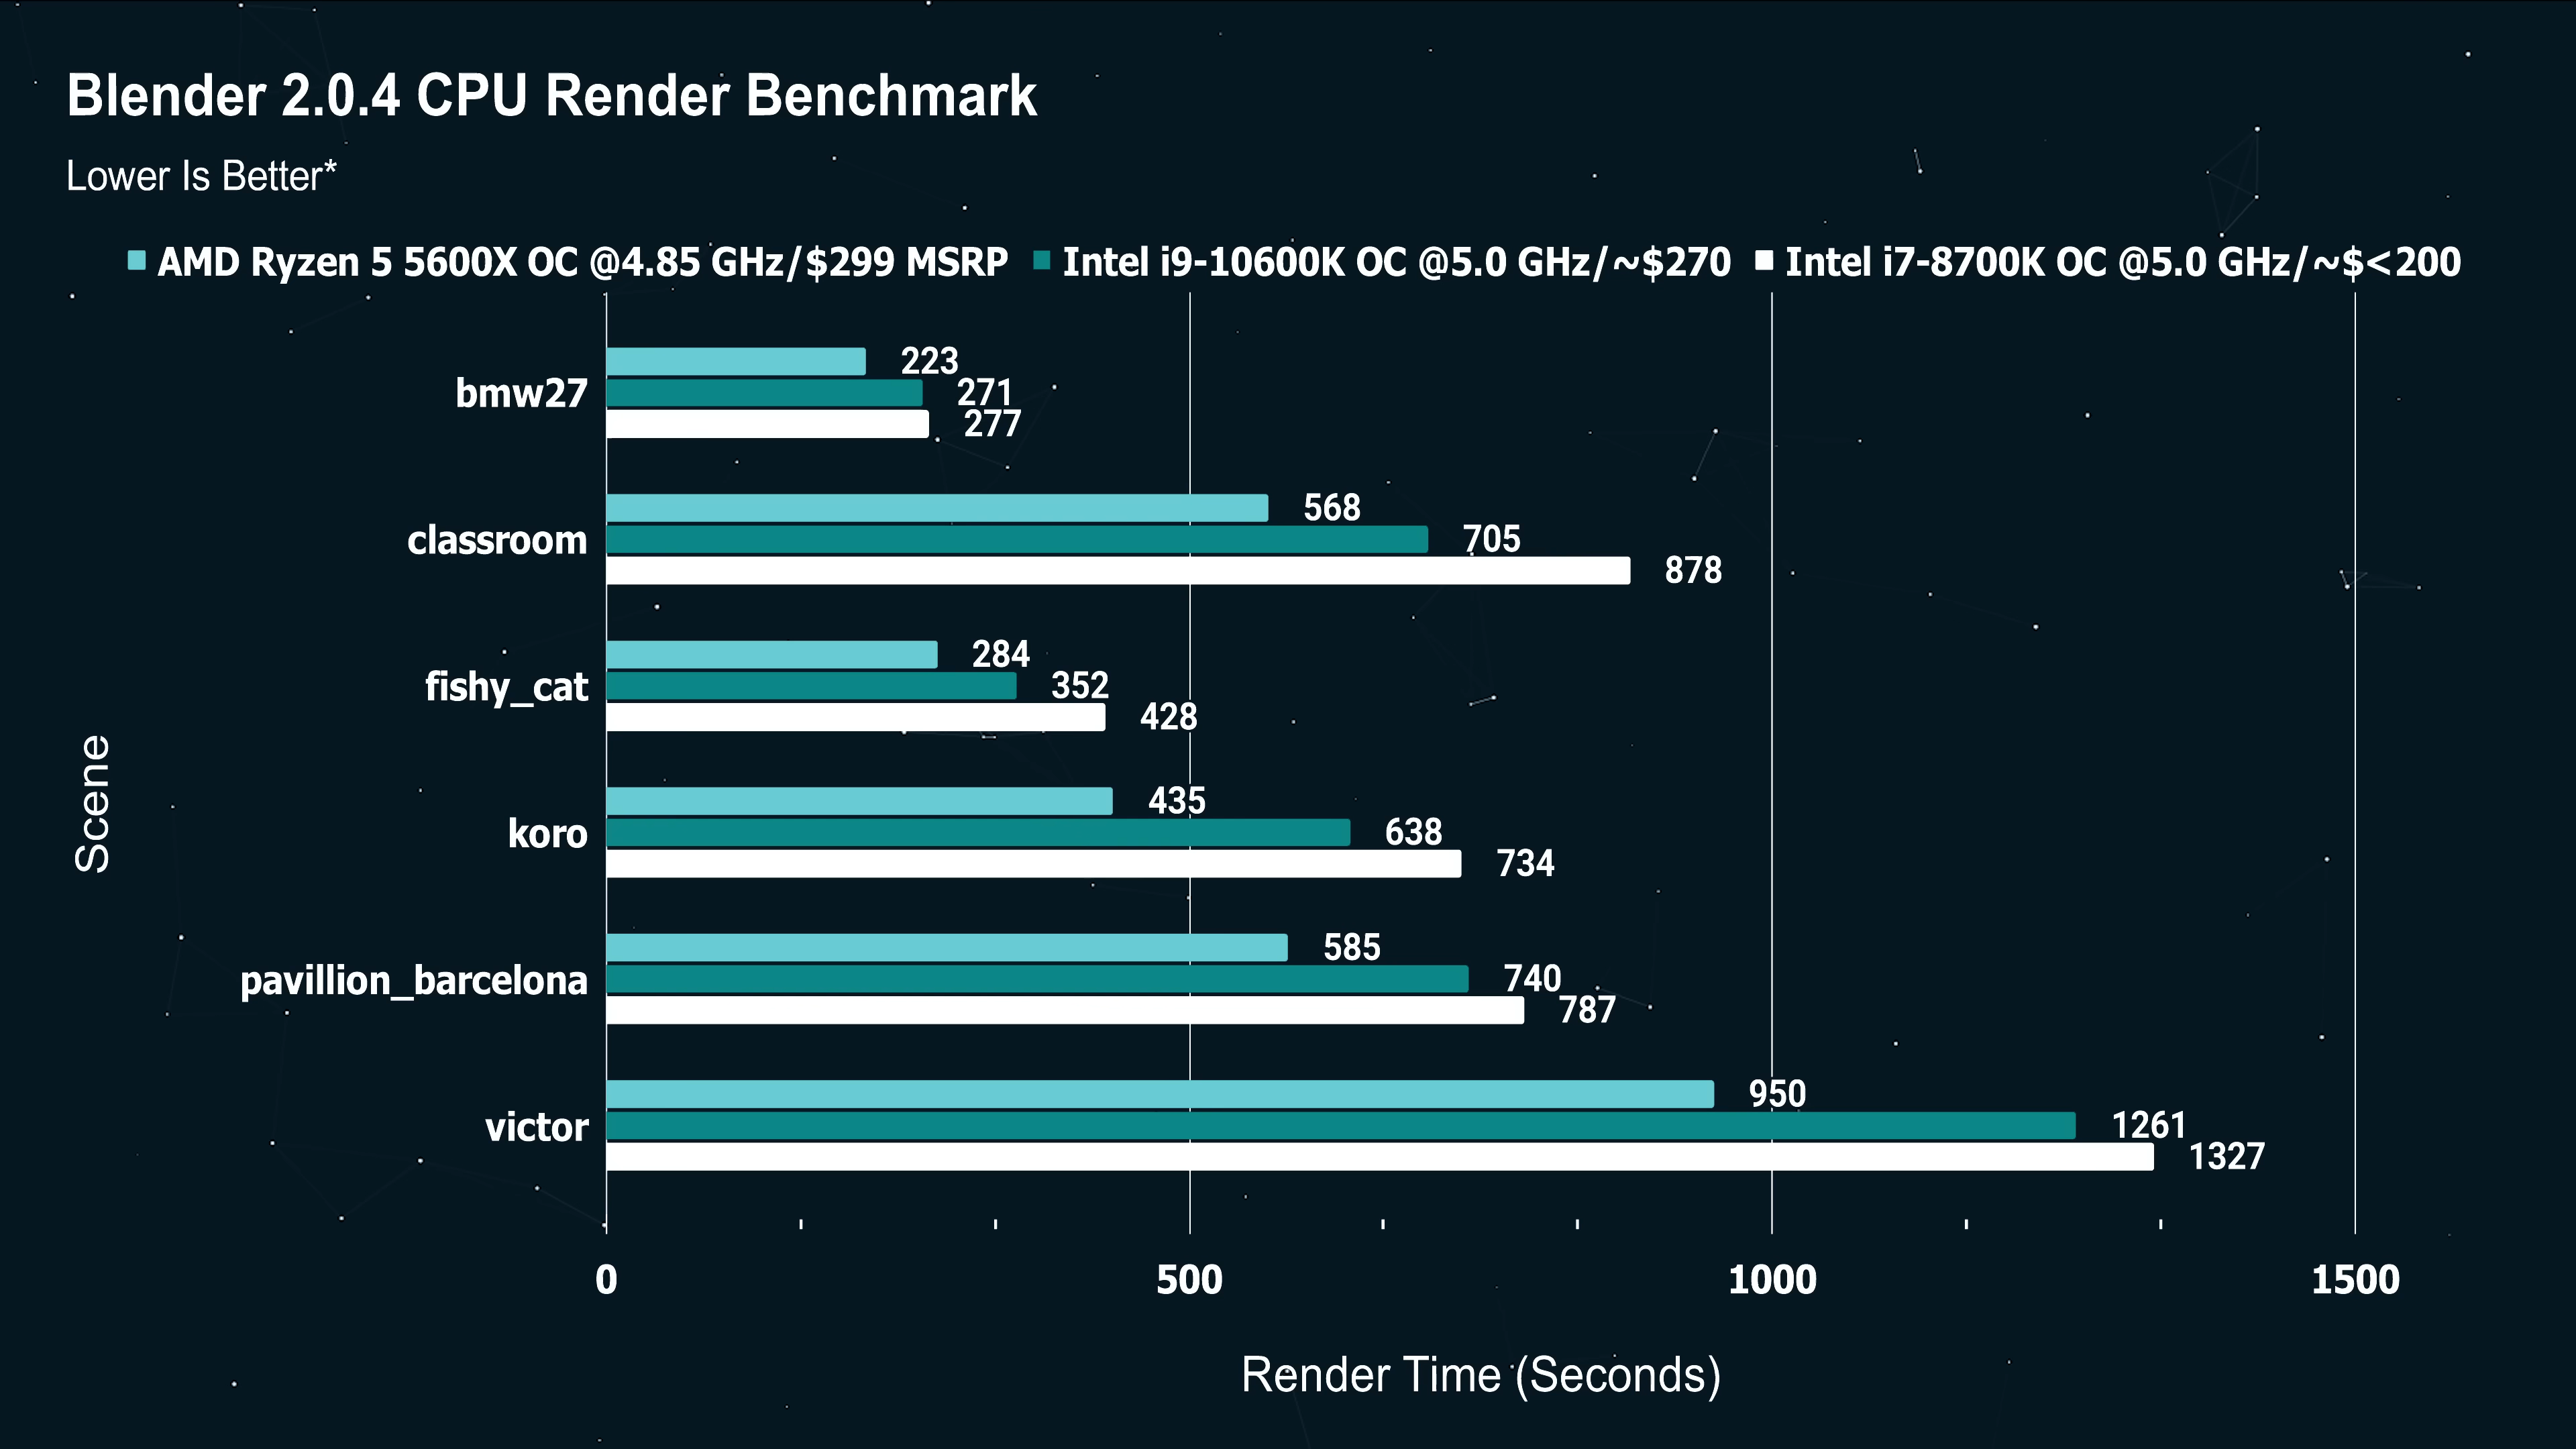 Blender 2.0.4 CPU Render Benchmark
Lower Is Better*
AMD Ryzen 5 5600X OC @4.85 GHz/$299 MSRP Intel i9-10600K OC @5.0 GHz/~$270 Intel i7-8700K OC @5.0 GHz/~$<200
bmw27
223
271
277
classroom
568
705
878
fishy_cat
284
352
428
koro
435
638
734
pavillion_barcelona
585
740
787
victor
950
1261
1327
Scene
0 500 1000 1500
Render Time (Seconds)